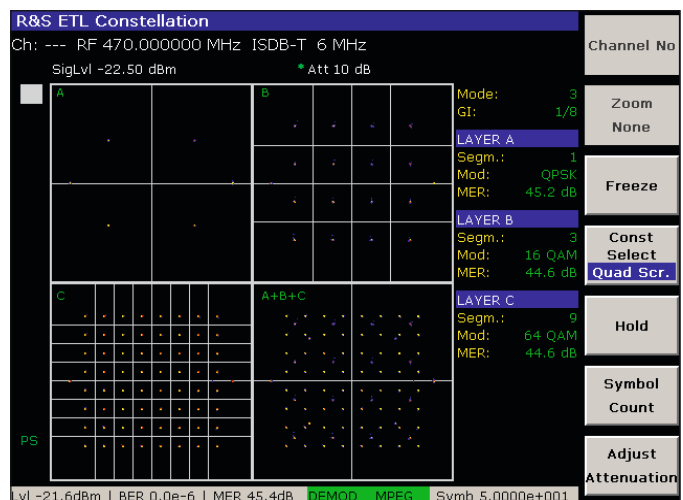 R&S ETL Constellation
Ch: --- RF 470.000000 MHz ISDB-T 6 MHz
SigLvl -22.50 dBm
* Att 10 dB
A
B
Mode: 3
GI: 1/8
LAYER A
Segm.: 1
Mod: QPSK
MER: 45.2 dB
LAYER B
Segm.: 3
Mod: 16 QAM
MER: 44.6 dB
C
A+B+C
LAYER C
Segm.: 9
Mod: 64 QAM
MER: 44.6 dB
PS
Lvl -21.6dBm | BER 0.0e-6 | MER 45.4dB DEMOD MPEG Symb 5.0000e+001
Channel No
Zoom
None
Freeze
Const
Select
Quad Scr.
Hold
Symbol
Count
Adjust
Attenuation